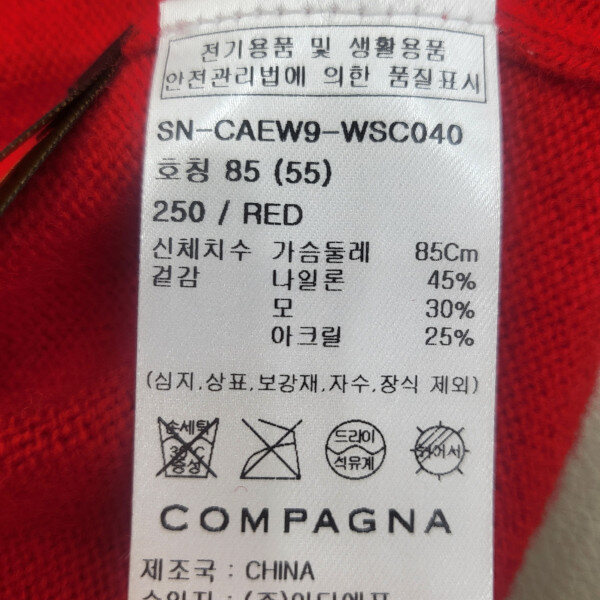 전기용품 및 생활용품
안전관리법에 의한 품질표시
SN-CAEW9-WSC040
호칭 85 (55)
250 / RED
신체치수 가슴둘레 85Cm
겉감 나일론 45%
모 30%
아크릴 25%
(심지,상표,보강재,자수,장식 제외)
손세탁 30°C 중성
드라이 석유계
뉘어서
COMPAGNA
제조국 : CHINA